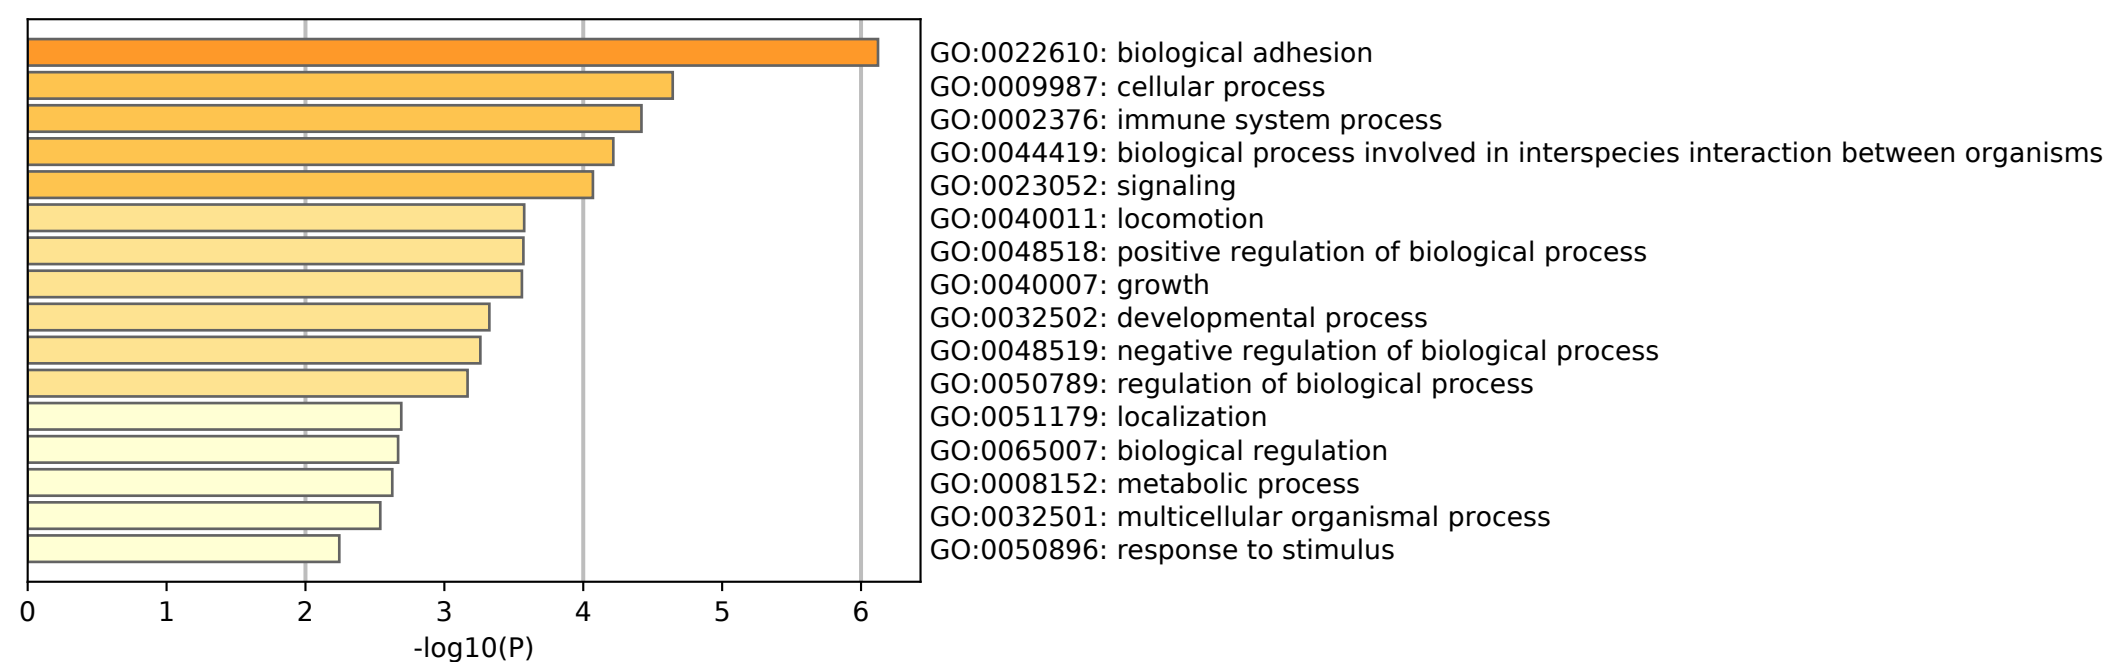 GO:0022610: biological adhesion
GO:0009987: cellular process
GO:0002376: immune system process
GO:0044419: biological process involved in interspecies interaction between organisms
GO:0023052: signaling
GO:0040011: locomotion
GO:0048518: positive regulation of biological process
GO:0040007: growth
GO:0032502: developmental process
GO:0048519: negative regulation of biological process
GO:0050789: regulation of biological process
GO:0051179: localization
GO:0065007: biological regulation
GO:0008152: metabolic process
GO:0032501: multicellular organismal process
GO:0050896: response to stimulus
0 1 2 3 4 5 6
-log10(P)